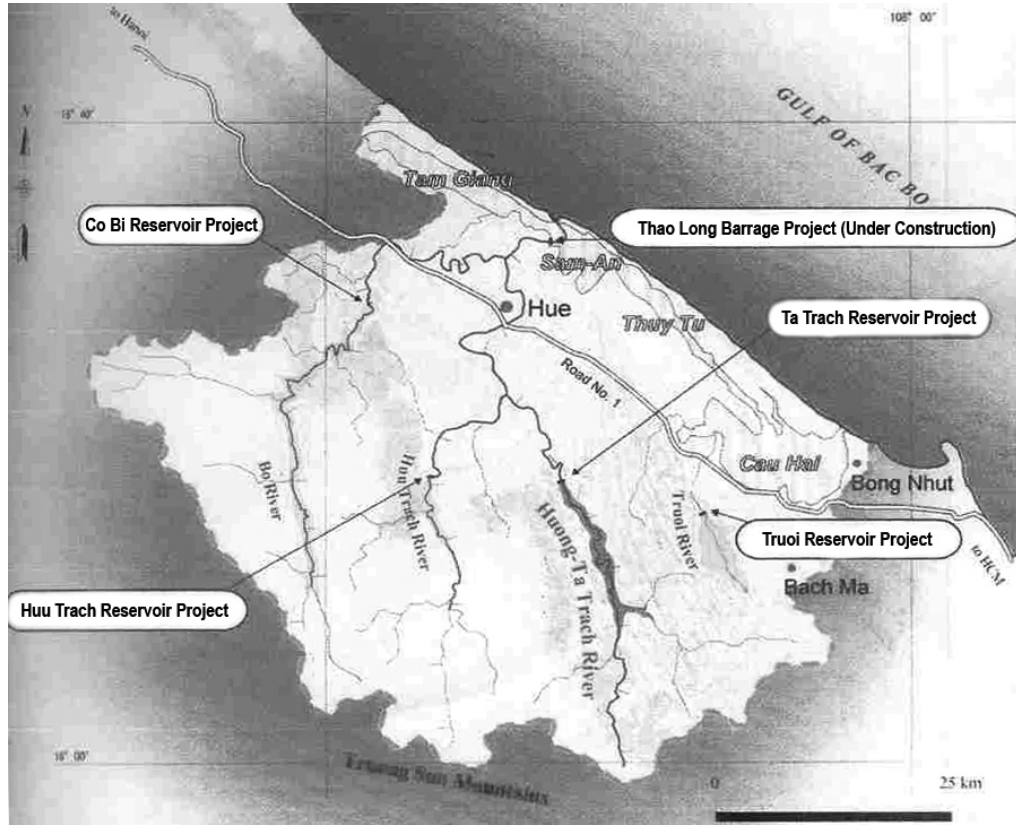 to Hanoi
108° 00'
N
16° 40'
GULF OF BAC BO
Tam Giang
Co Bi Reservoir Project
Thao Long Barrage Project (Under Construction)
Sam-An
Hue
Thuy Tu
Ta Trach Reservoir Project
Road No. 1
Cau Hai
Bong Nhut
Bo River
Huu Trach River
Truoi River
Truoi Reservoir Project
to HCM
Huong-Ta Trach River
Bach Ma
Huu Trach Reservoir Project
16° 00'
Truong Son Mountains
0
25 km